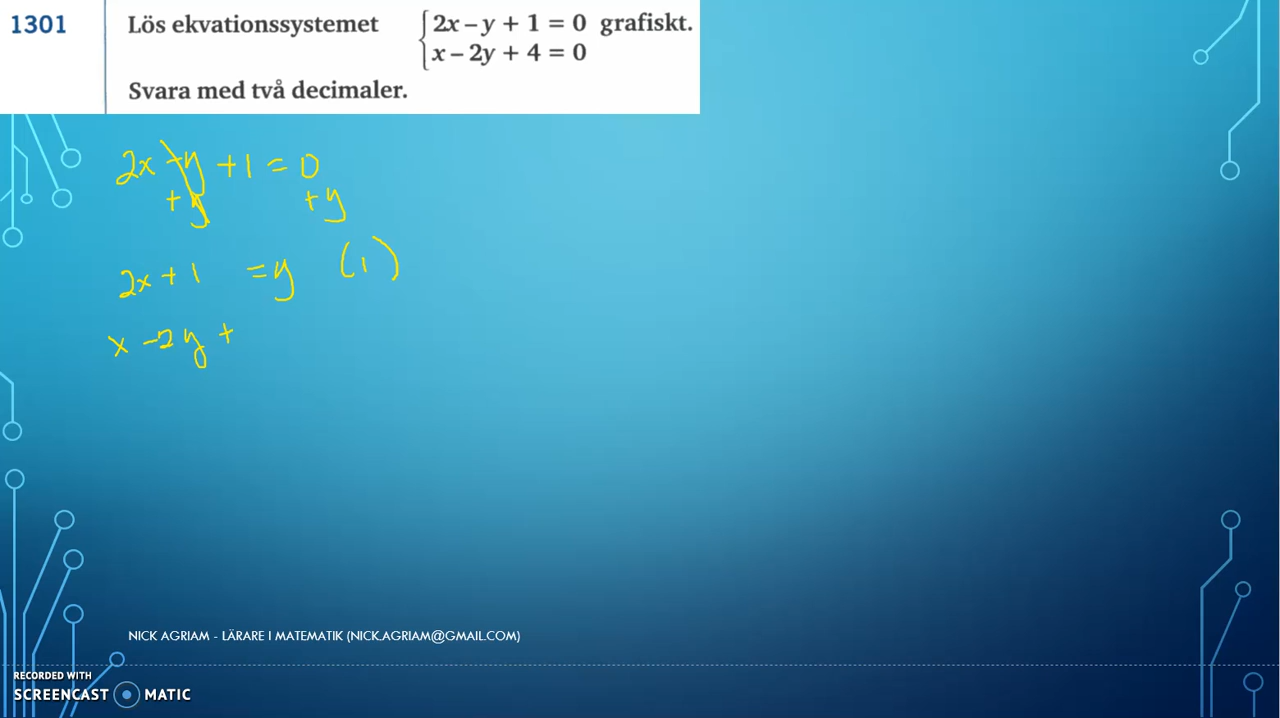 1301 Lös ekvationssystemet { 2x – y + 1 = 0 grafiskt.
x – 2y + 4 = 0
Svara med två decimaler.
2x -y +1 = 0
+y +y
2x + 1 = y (1)
x -2y +
NICK AGRIAM - LÄRARE I MATEMATIK (NICK.AGRIAM@GMAIL.COM)
RECORDED WITH
SCREENCAST MATIC